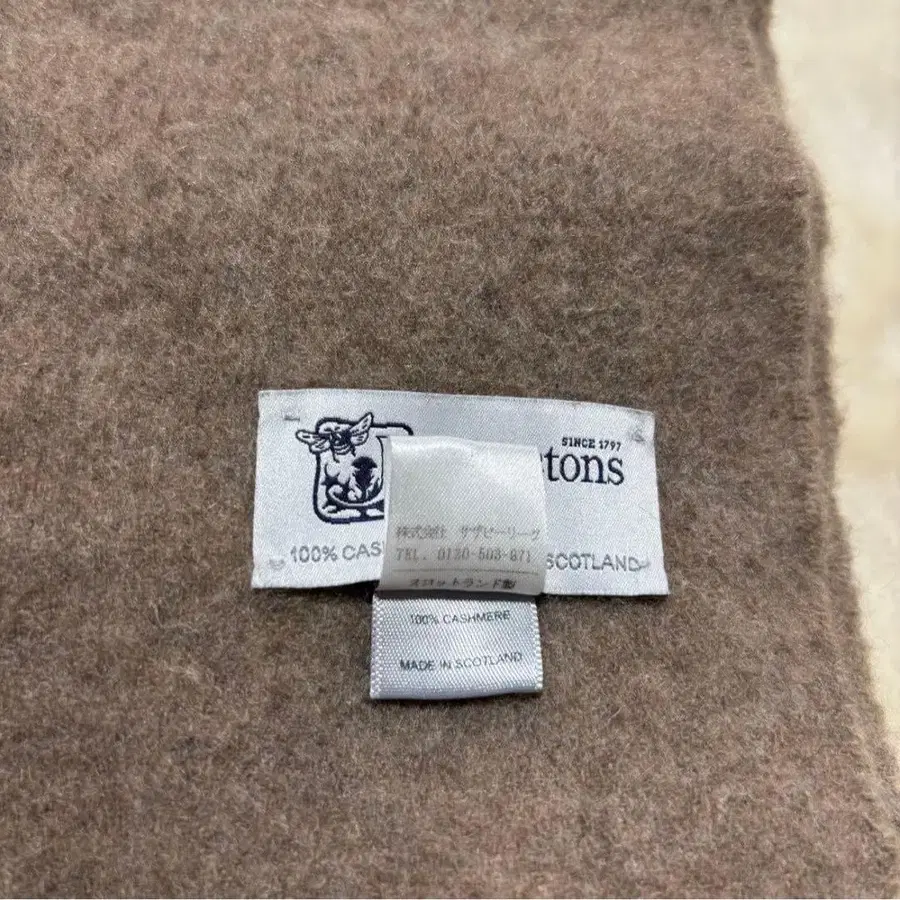 SINCE 1797
tons
100% CAS
SCOTLAND
株式会社 サザビーリーグ
TEL. 0120-503-871
スコットランド製
100% CASHMERE
MADE IN SCOTLAND